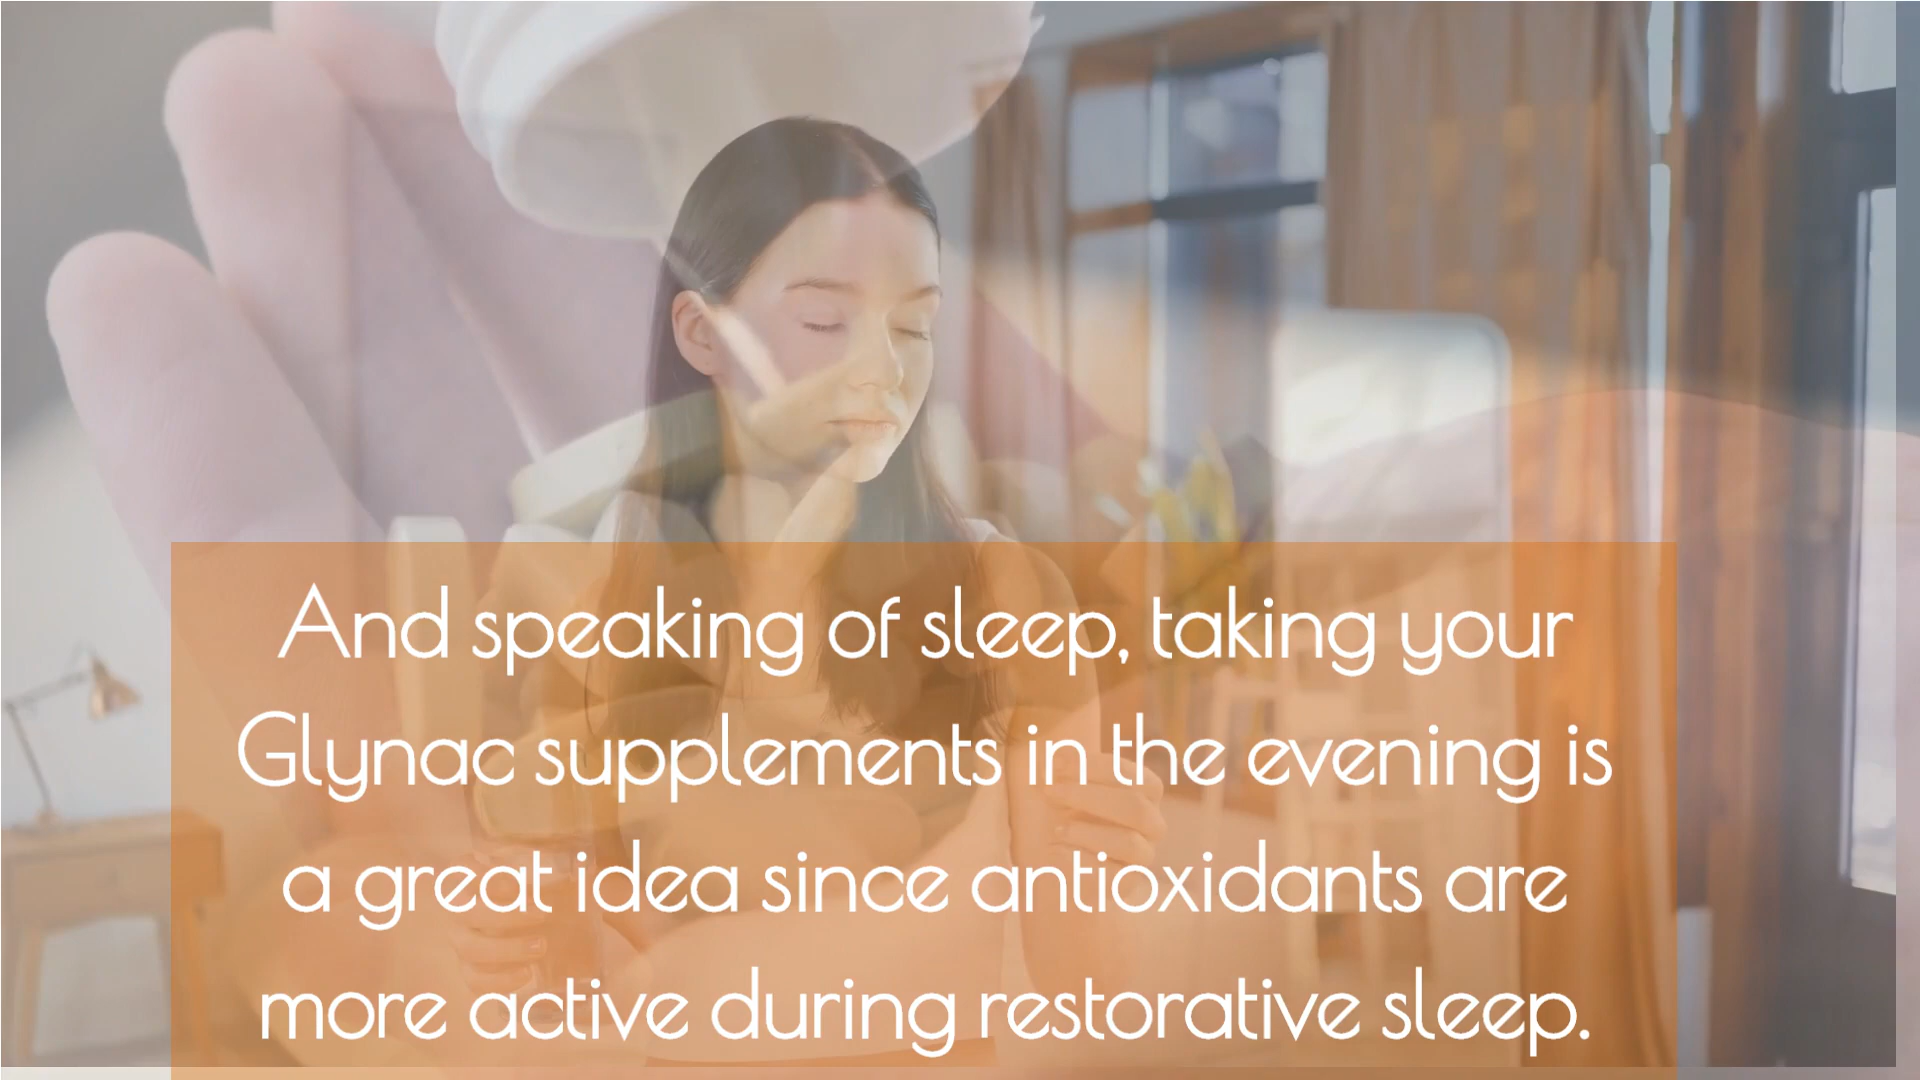 And speaking of sleep, taking your
Glynac supplements in the evening is
a great idea since antioxidants are
more active during restorative sleep.